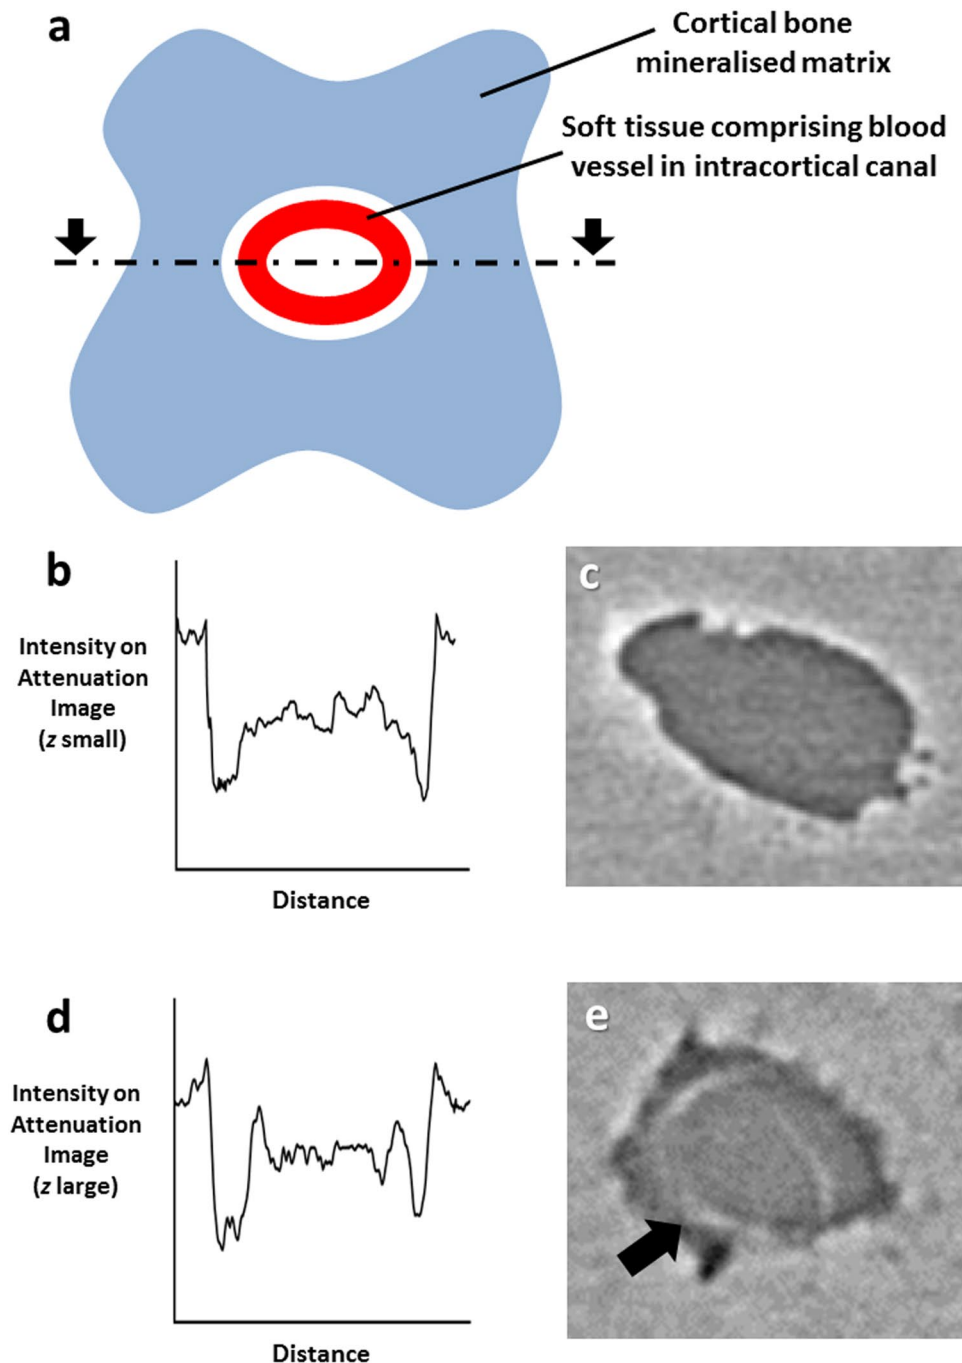 a
Cortical bone
mineralised matrix
Soft tissue comprising blood
vessel in intracortical canal
b
Intensity on
Attenuation
Image
(z small)
Distance
c
d
Intensity on
Attenuation
Image
(z large)
Distance
e